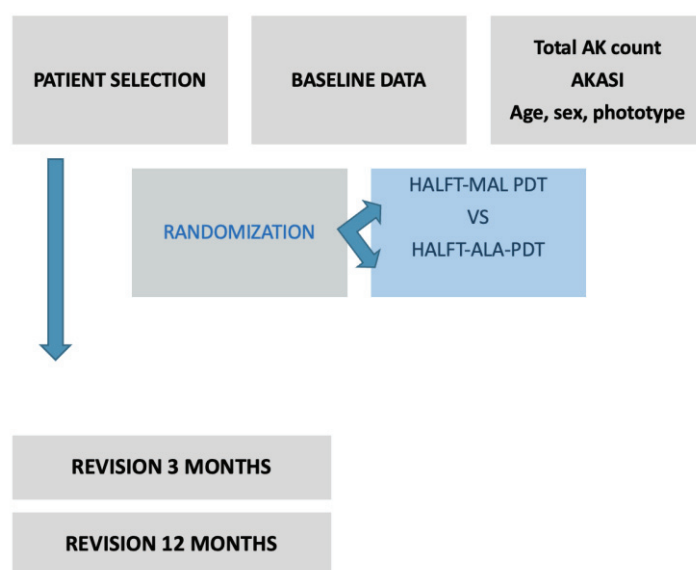 PATIENT SELECTION
BASELINE DATA
Total AK count
AKASI
Age, sex, phototype
RANDOMIZATION
HALFT-MAL PDT
VS
HALFT-ALA-PDT
REVISION 3 MONTHS
REVISION 12 MONTHS